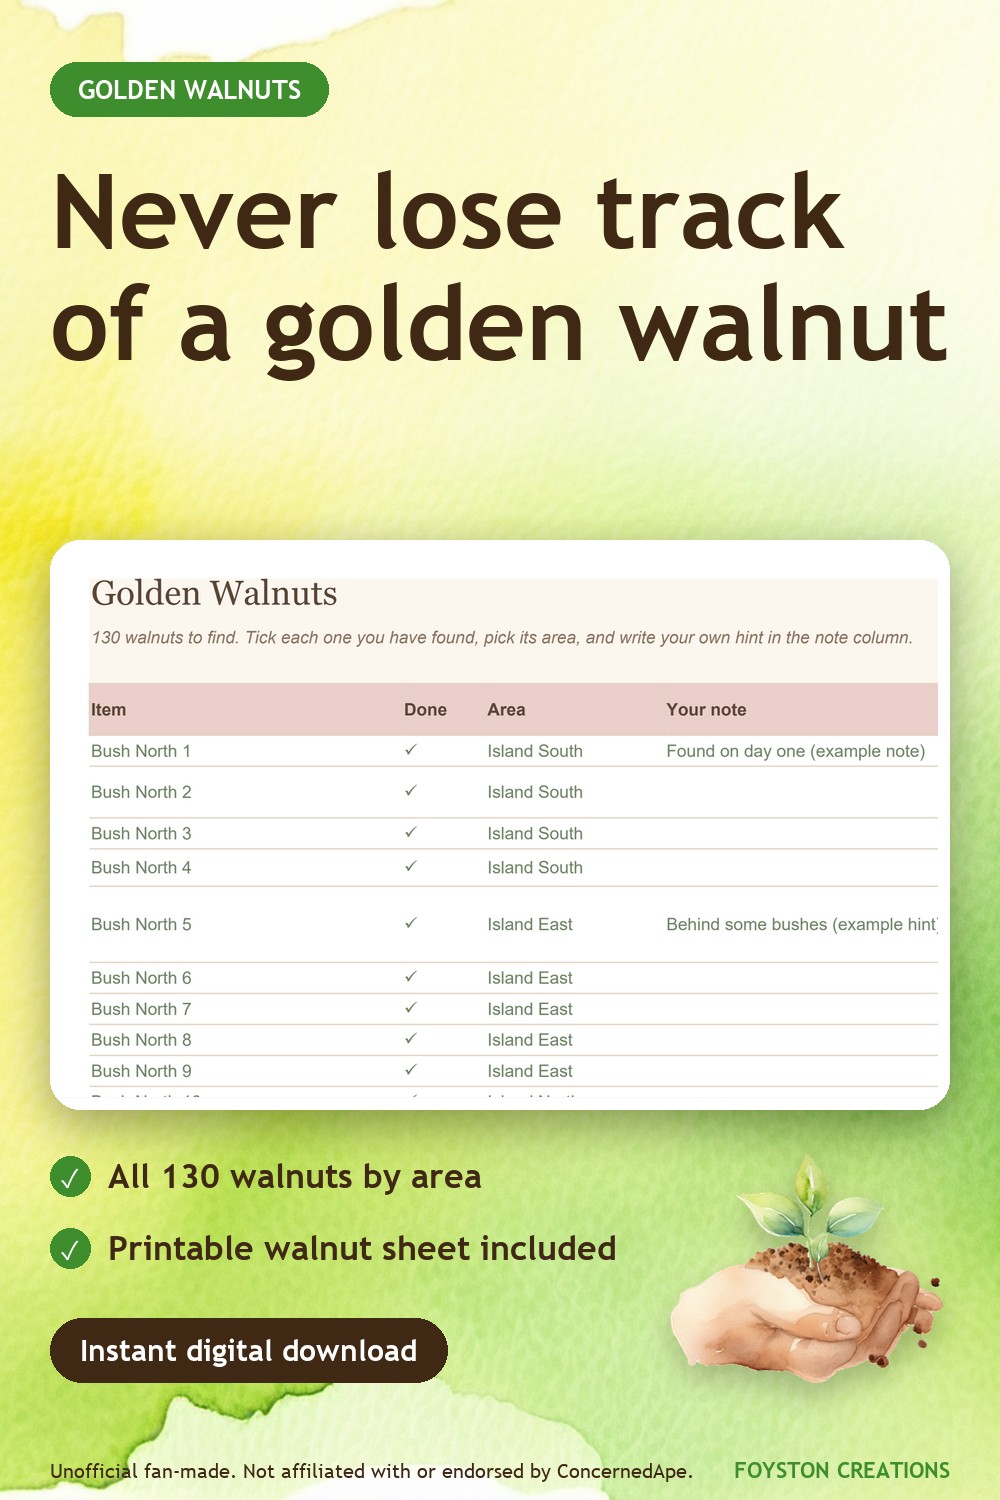 GOLDEN WALNUTS
Never lose track
of a golden walnut
Golden Walnuts
130 walnuts to find. Tick each one you have found, pick its area, and write your own hint in the note column.
Item Done Area Your note
Bush North 1 ✓ Island South Found on day one (example note)
Bush North 2 ✓ Island South
Bush North 3 ✓ Island South
Bush North 4 ✓ Island South
Bush North 5 ✓ Island East Behind some bushes (example hint)
Bush North 6 ✓ Island East
Bush North 7 ✓ Island East
Bush North 8 ✓ Island East
Bush North 9 ✓ Island East
✓ All 130 walnuts by area
✓ Printable walnut sheet included
Instant digital download
Unofficial fan-made. Not affiliated with or endorsed by ConcernedApe.
FOYSTON CREATIONS